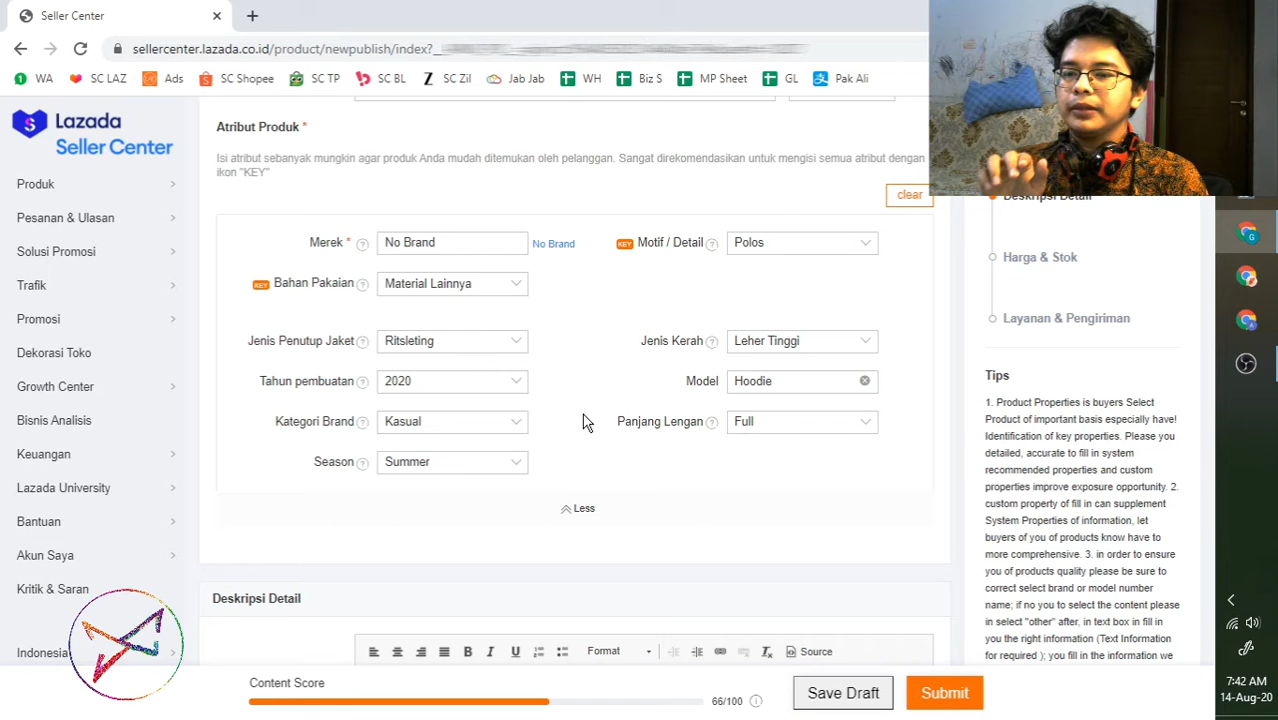 Seller Center
sellercenter.lazada.co.id/product/newpublish/index?_
WA SC LAZ Ads SC Shopee SC TP SC BL SC Zil Jab Jab WH Biz S MP Sheet GL Pak Ali
Lazada
Seller Center
Produk
Pesanan & Ulasan
Solusi Promosi
Trafik
Promosi
Dekorasi Toko
Growth Center
Bisnis Analisis
Keuangan
Lazada University
Bantuan
Akun Saya
Kritik & Saran
Indonesia
Atribut Produk *
Isi atribut sebanyak mungkin agar produk Anda mudah ditemukan oleh pelanggan. Sangat direkomendasikan untuk mengisi semua atribut dengan
ikon "KEY"
clear
Merek * No Brand No Brand KEY Motif / Detail Polos
KEY Bahan Pakaian Material Lainnya
Jenis Penutup Jaket Ritsleting Jenis Kerah Leher Tinggi
Tahun pembuatan 2020 Model Hoodie
Kategori Brand Kasual Panjang Lengan Full
Season Summer
Less
Deskripsi Detail
B I U Format Source
Content Score
66/100
Save Draft Submit
Deskripsi Detail
Harga & Stok
Layanan & Pengiriman
Tips
1. Product Properties is buyers Select
Product of important basis especially have!
Identification of key properties. Please you
detailed, accurate to fill in system
recommended properties and custom
properties improve exposure opportunity. 2.
custom property of fill in can supplement
System Properties of information, let
buyers of you of products know have to
more comprehensive. 3. in order to ensure
you of products quality please be sure to
correct select brand or model number
name; if no you to select the content please
in select "other" after, in text box in fill in
you the right information (Text Information
for required ); you fill in the information we
7:42 AM
14-Aug-20